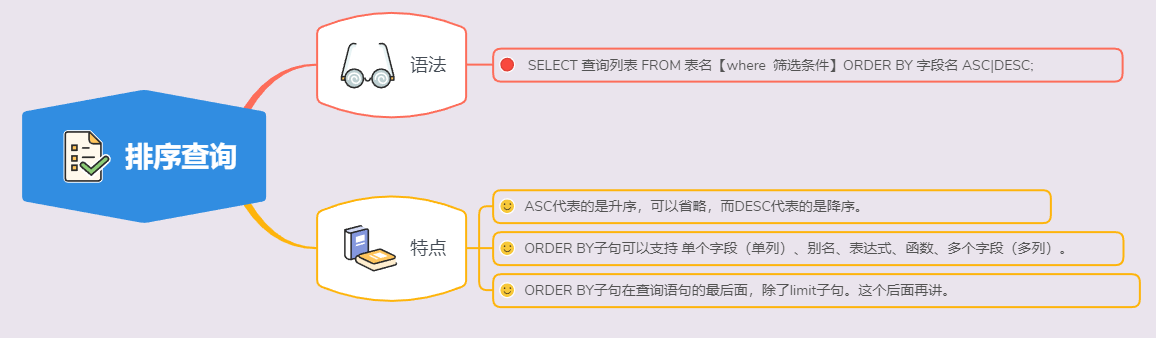 排序查询
语法
SELECT 查询列表 FROM 表名【where  筛选条件】ORDER BY 字段名 ASC|DESC;
特点
ASC代表的是升序，可以省略，而DESC代表的是降序。
ORDER BY子句可以支持 单个字段（单列）、别名、表达式、函数、多个字段（多列）。
ORDER BY子句在查询语句的最后面，除了limit子句。这个后面再讲。